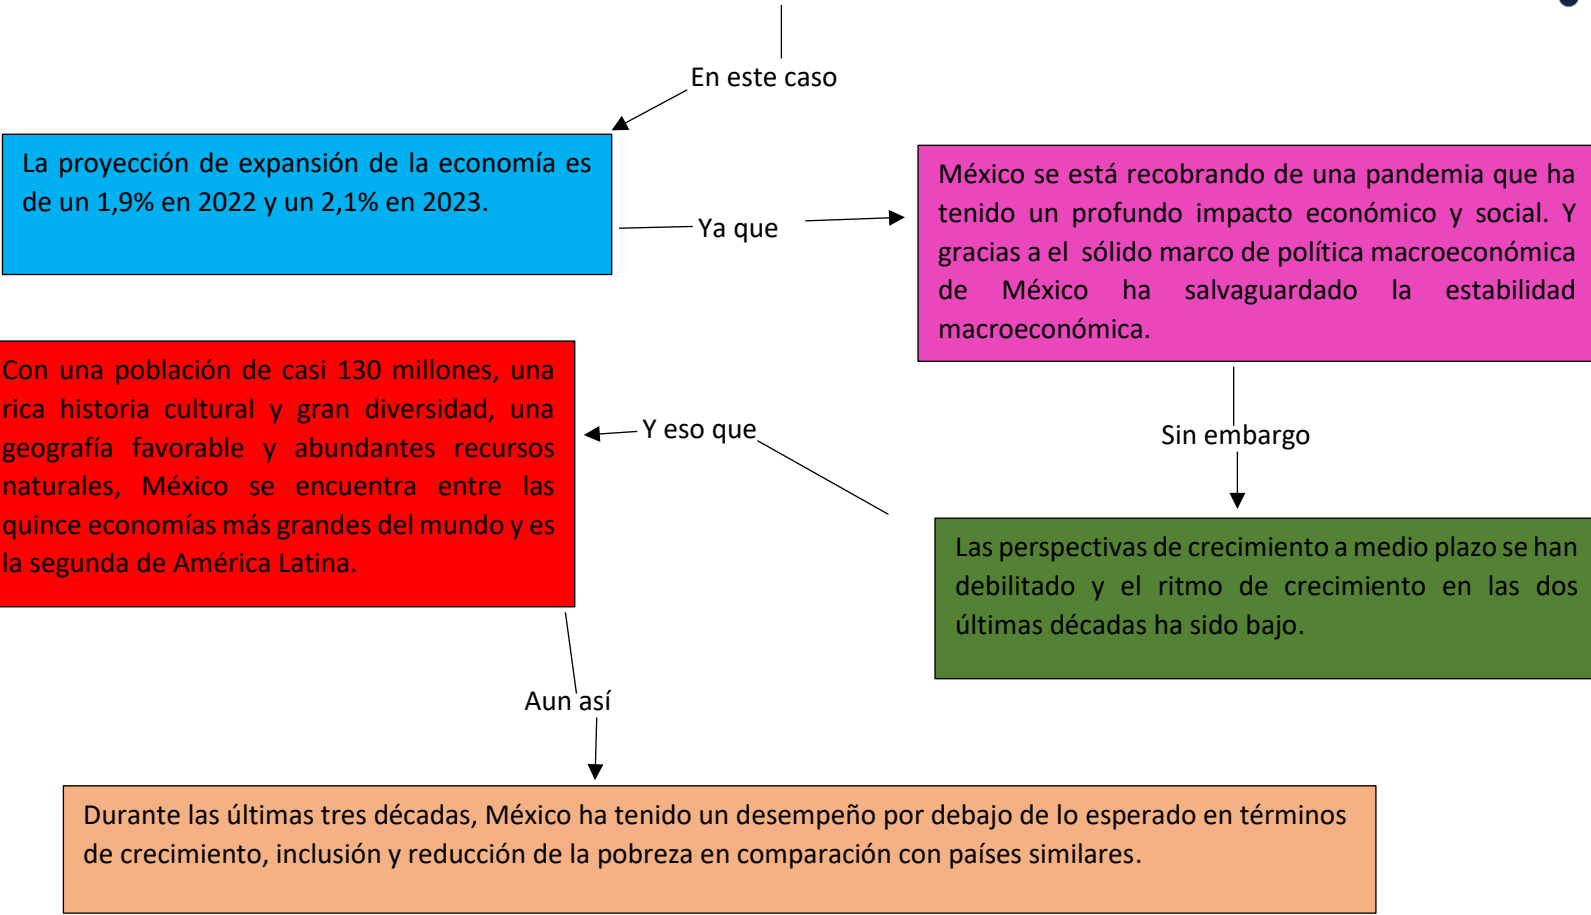 En este caso
La proyección de expansión de la economía es
de un 1,9% en 2022 y un 2,1% en 2023.
Ya que
México se está recobrando de una pandemia que ha
tenido un profundo impacto económico y social. Y
gracias a el sólido marco de política macroeconómica
de México ha salvaguardado la estabilidad
macroeconómica.
Sin embargo
Las perspectivas de crecimiento a medio plazo se han
debilitado y el ritmo de crecimiento en las dos
últimas décadas ha sido bajo.
Y eso que
Con una población de casi 130 millones, una
rica historia cultural y gran diversidad, una
geografía favorable y abundantes recursos
naturales, México se encuentra entre las
quince economías más grandes del mundo y es
la segunda de América Latina.
Aun así
Durante las últimas tres décadas, México ha tenido un desempeño por debajo de lo esperado en términos
de crecimiento, inclusión y reducción de la pobreza en comparación con países similares.